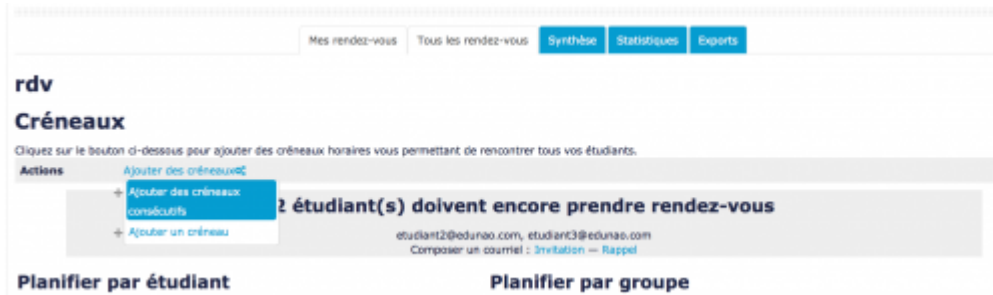 Mes rendez-vous Tous les rendez-vous Synthèse Statistiques Exports
rdv
Créneaux
Cliquez sur le bouton ci-dessous pour ajouter des créneaux horaires vous permettant de rencontrer tous vos étudiants.
Actions Ajouter des créneaux
Ajouter des créneaux
consécutifs
2 étudiant(s) doivent encore prendre rendez-vous
Ajouter un créneau
etudiant2@edunao.com, etudiant3@edunao.com
Composer un courriel : Invitation — Rappel
Planifier par étudiant Planifier par groupe